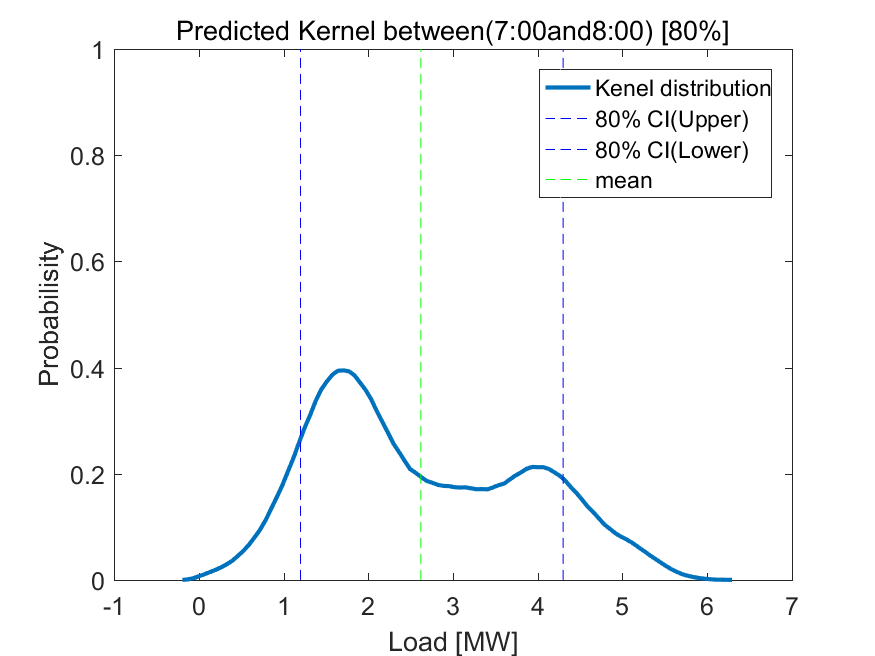 Predicted Kernel between(7:00and8:00) [80%]
1
0.8
0.6
0.4
0.2
0
Probabilisity
-1 0 1 2 3 4 5 6 7
Load [MW]
Kenel distribution
80% CI(Upper)
80% CI(Lower)
mean